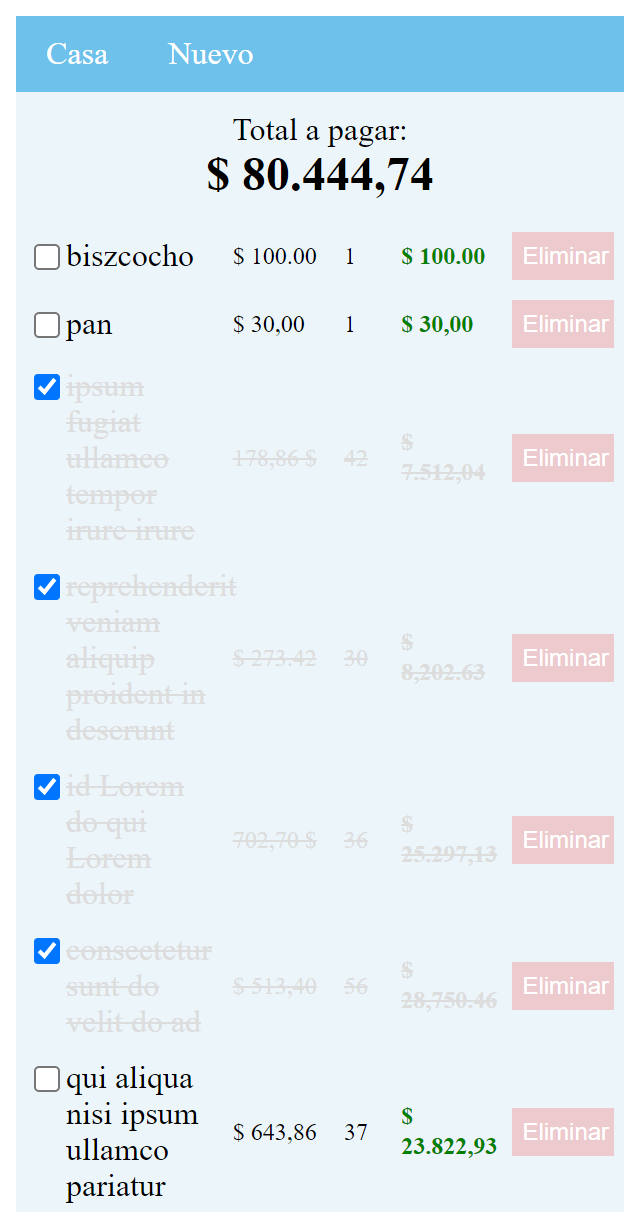 Casa Nuevo
Total a pagar:
$ 80.444,74
biszcocho $ 100.00 1 $ 100.00 Eliminar
pan $ 30,00 1 $ 30,00 Eliminar
ipsum
fugiat
ullamco
tempor
irure irure
178,86 $ 42 $
7.512,04
Eliminar
reprehenderit
veniam
aliquip
proident in
deserunt
$ 273.42 30 $
8,202.63
Eliminar
id Lorem
do qui
Lorem
dolor
702,70 $ 36 $
25.297,13
Eliminar
consectetur
sunt do
velit do ad
$ 513,40 56 $
28,750.46
Eliminar
qui aliqua
nisi ipsum
ullamco
pariatur
$ 643,86 37 $
23.822,93
Eliminar